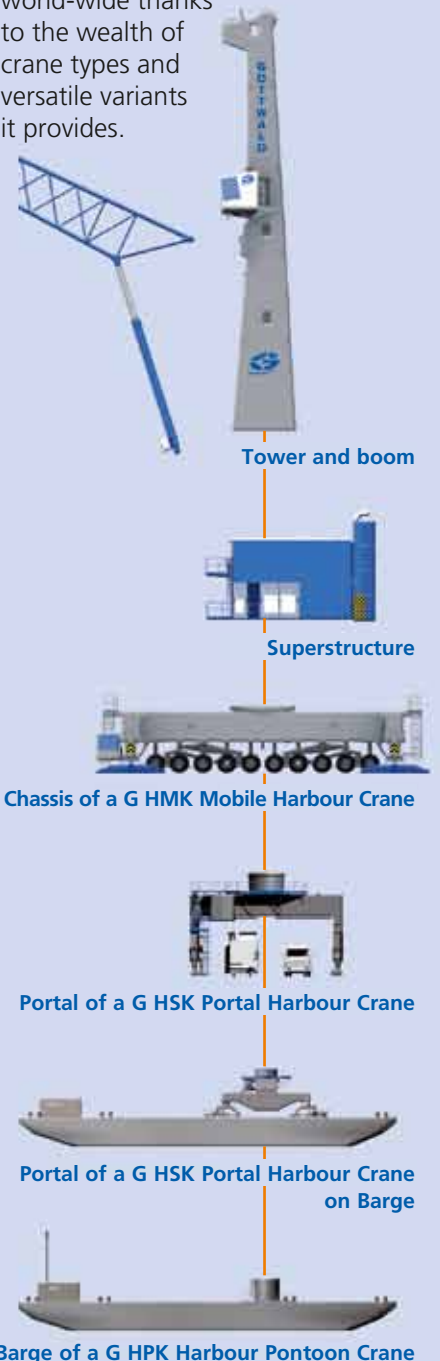 world-wide thanks
to the wealth of
crane types and
versatile variants
it provides.
GOTTWALD
Tower and boom
Superstructure
Chassis of a G HMK Mobile Harbour Crane
Portal of a G HSK Portal Harbour Crane
Portal of a G HSK Portal Harbour Crane
on Barge
Barge of a G HPK Harbour Pontoon Crane